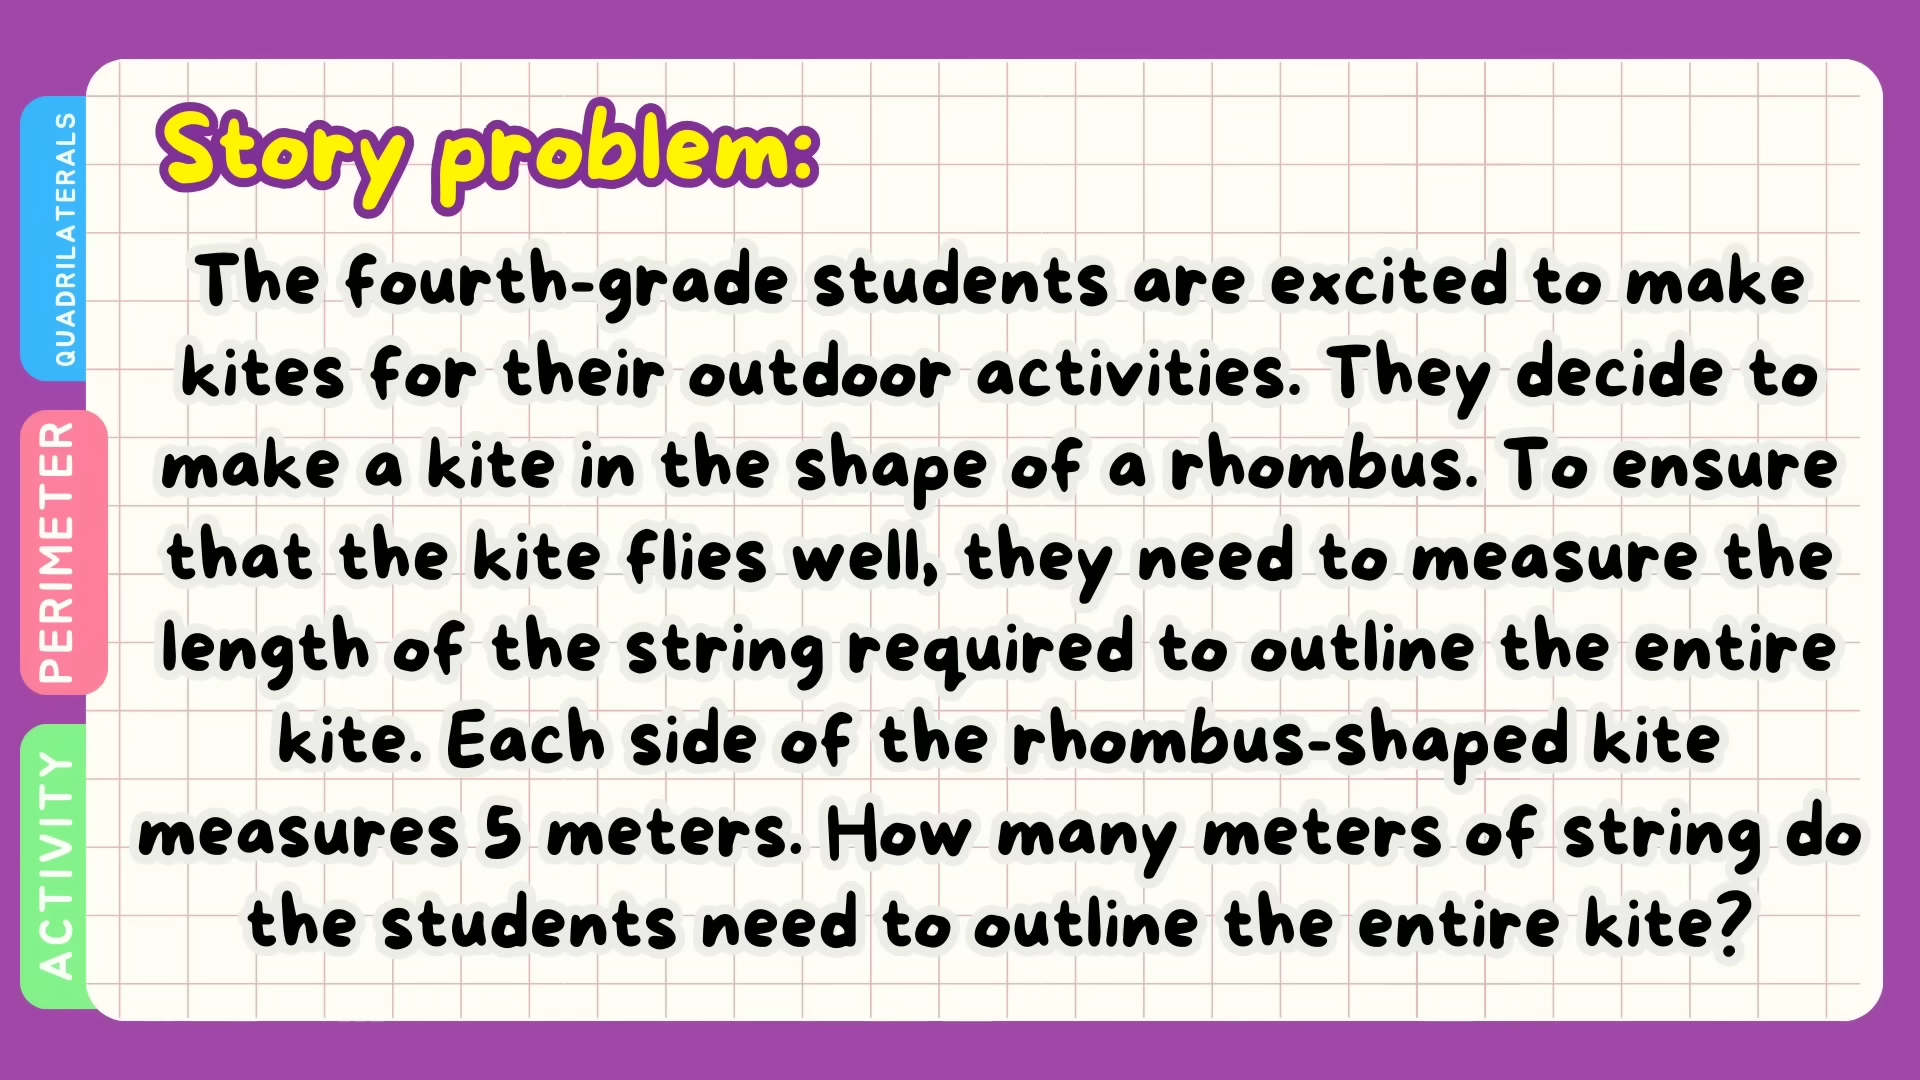 QUADRILATERALS
PERIMETER
ACTIVITY
Story problem:
The fourth-grade students are excited to make
kites for their outdoor activities. They decide to
make a kite in the shape of a rhombus. To ensure
that the kite flies well, they need to measure the
length of the string required to outline the entire
kite. Each side of the rhombus-shaped kite
measures 5 meters. How many meters of string do
the students need to outline the entire kite?